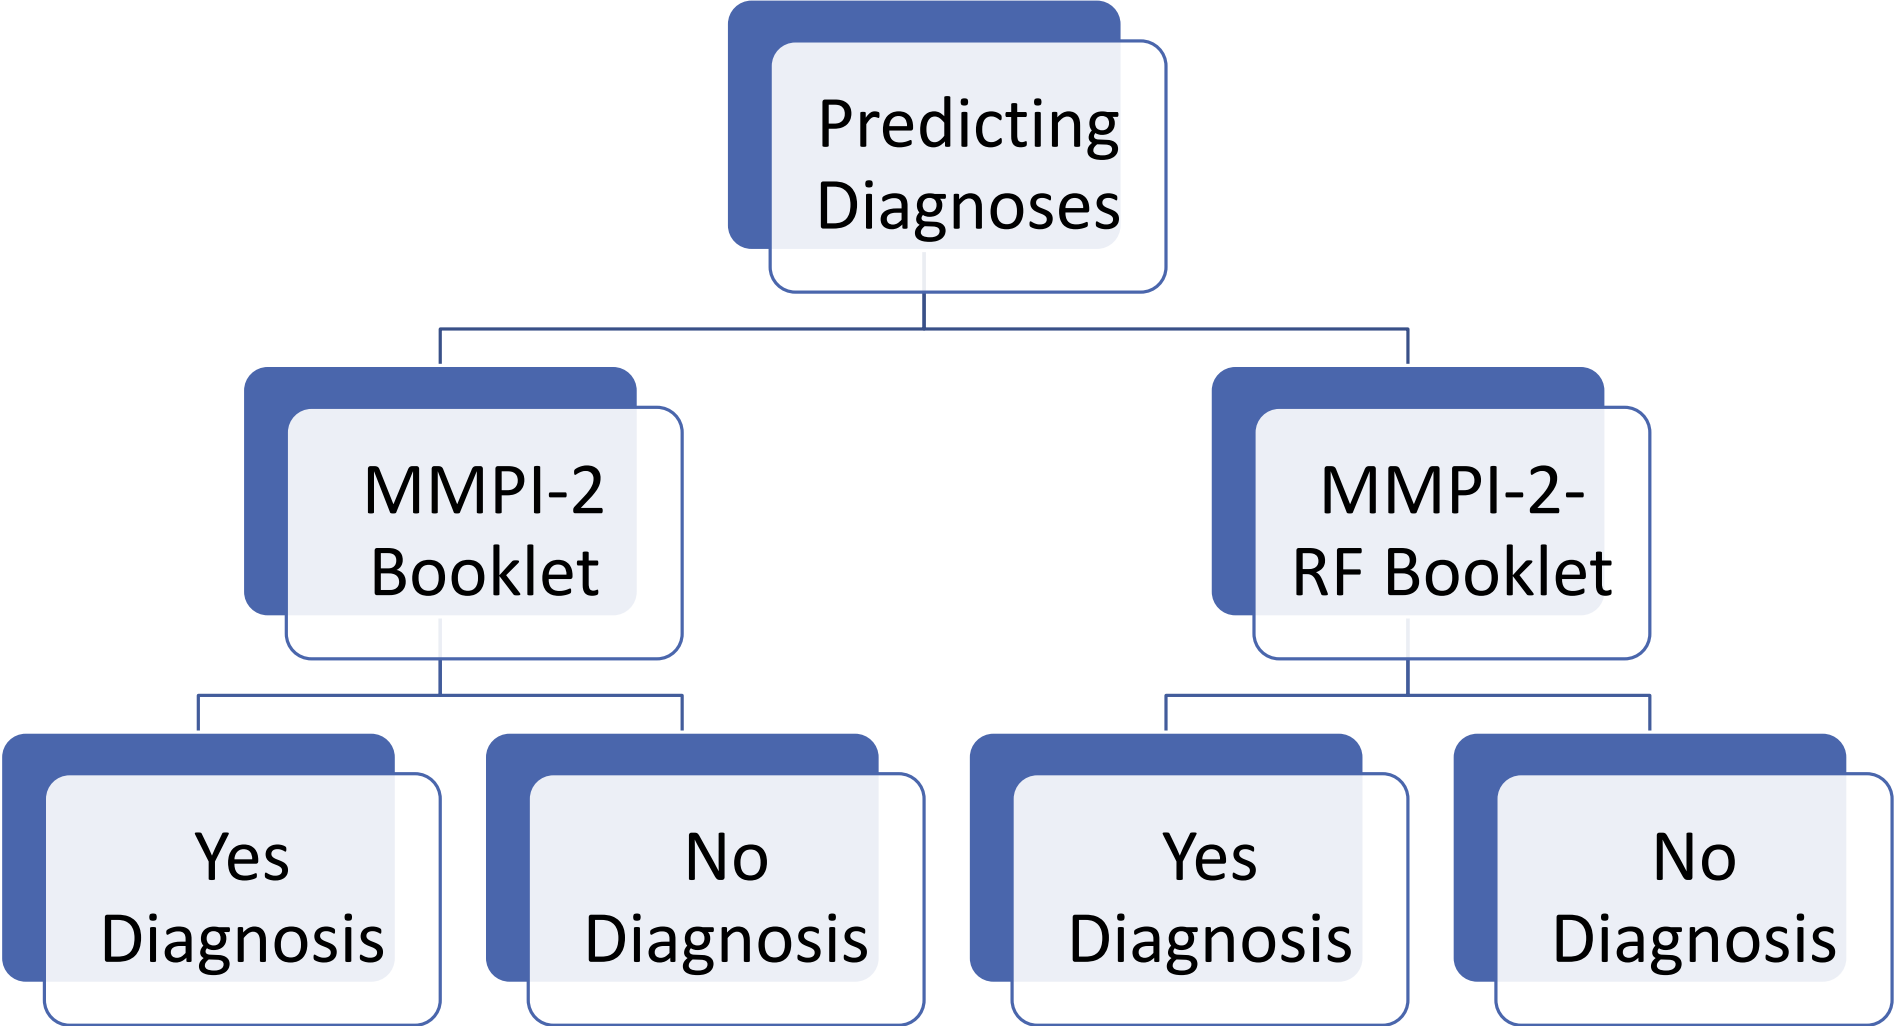 Predicting
Diagnoses
MMPI-2
Booklet
MMPI-2-
RF Booklet
Yes
Diagnosis
No
Diagnosis
Yes
Diagnosis
No
Diagnosis